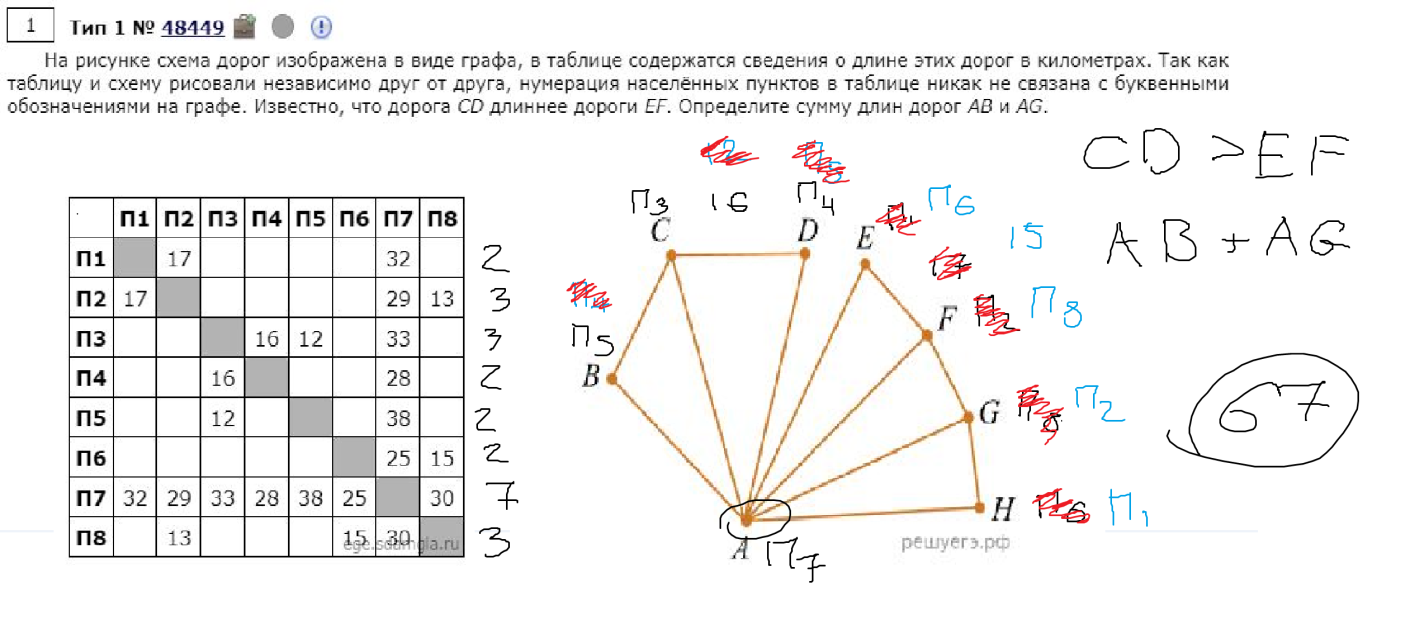 1 Тип 1 № 48449
На рисунке схема дорог изображена в виде графа, в таблице содержатся сведения о длине этих дорог в километрах. Так как
таблицу и схему рисовали независимо друг от друга, нумерация населённых пунктов в таблице никак не связана с буквенными
обозначениями на графе. Известно, что дорога CD длиннее дороги EF. Определите сумму длин дорог AB и AG.
CD > EF
AB + AG
67
П1 П2 П3 П4 П5 П6 П7 П8
П1 17 32 2
П2 17 29 13 3
П3 16 12 33 3
П4 16 28 2
П5 12 38 2
П6 25 15 2
П7 32 29 33 28 38 25 30 7
П8 13 15 30 3
ege.sdamgia.ru
П3 16 П4
C D E П6
15
F П8
П5
B
G П2
H П1
A П7
решуегэ.рф